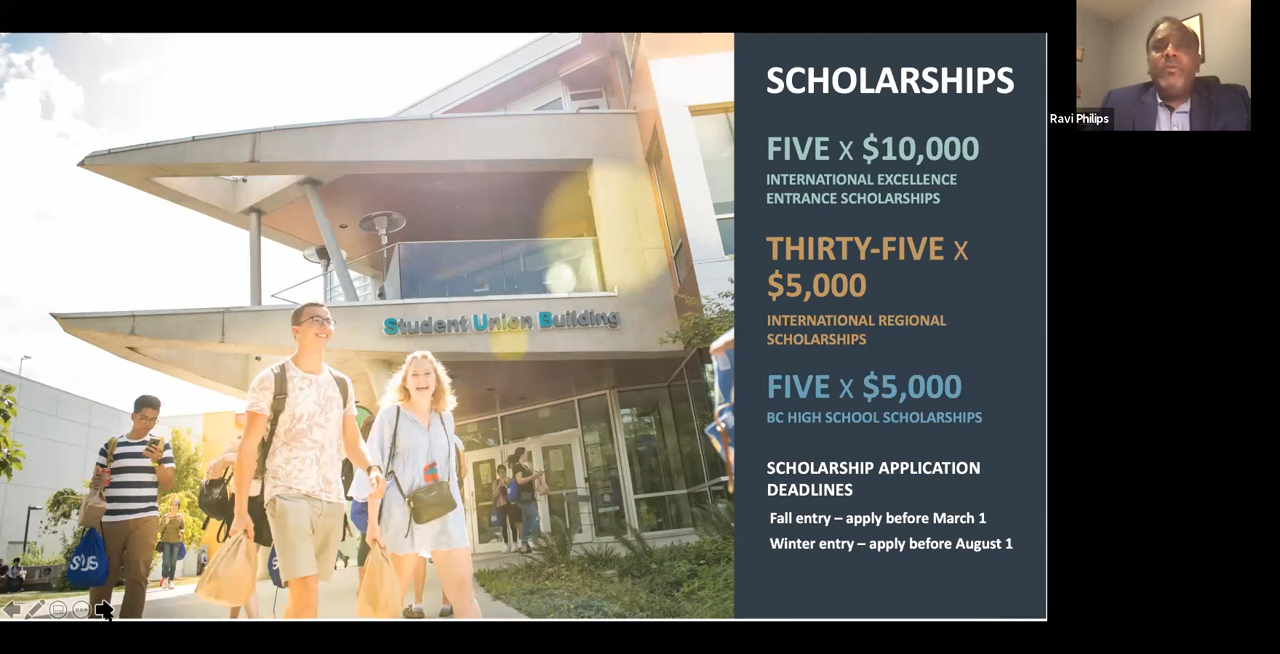 SCHOLARSHIPS
FIVE x $10,000
INTERNATIONAL EXCELLENCE
ENTRANCE SCHOLARSHIPS
THIRTY-FIVE x
$5,000
INTERNATIONAL REGIONAL
SCHOLARSHIPS
FIVE x $5,000
BC HIGH SCHOOL SCHOLARSHIPS
SCHOLARSHIP APPLICATION
DEADLINES
Fall entry – apply before March 1
Winter entry – apply before August 1
Student Union Building
SUS
Ravi Philips